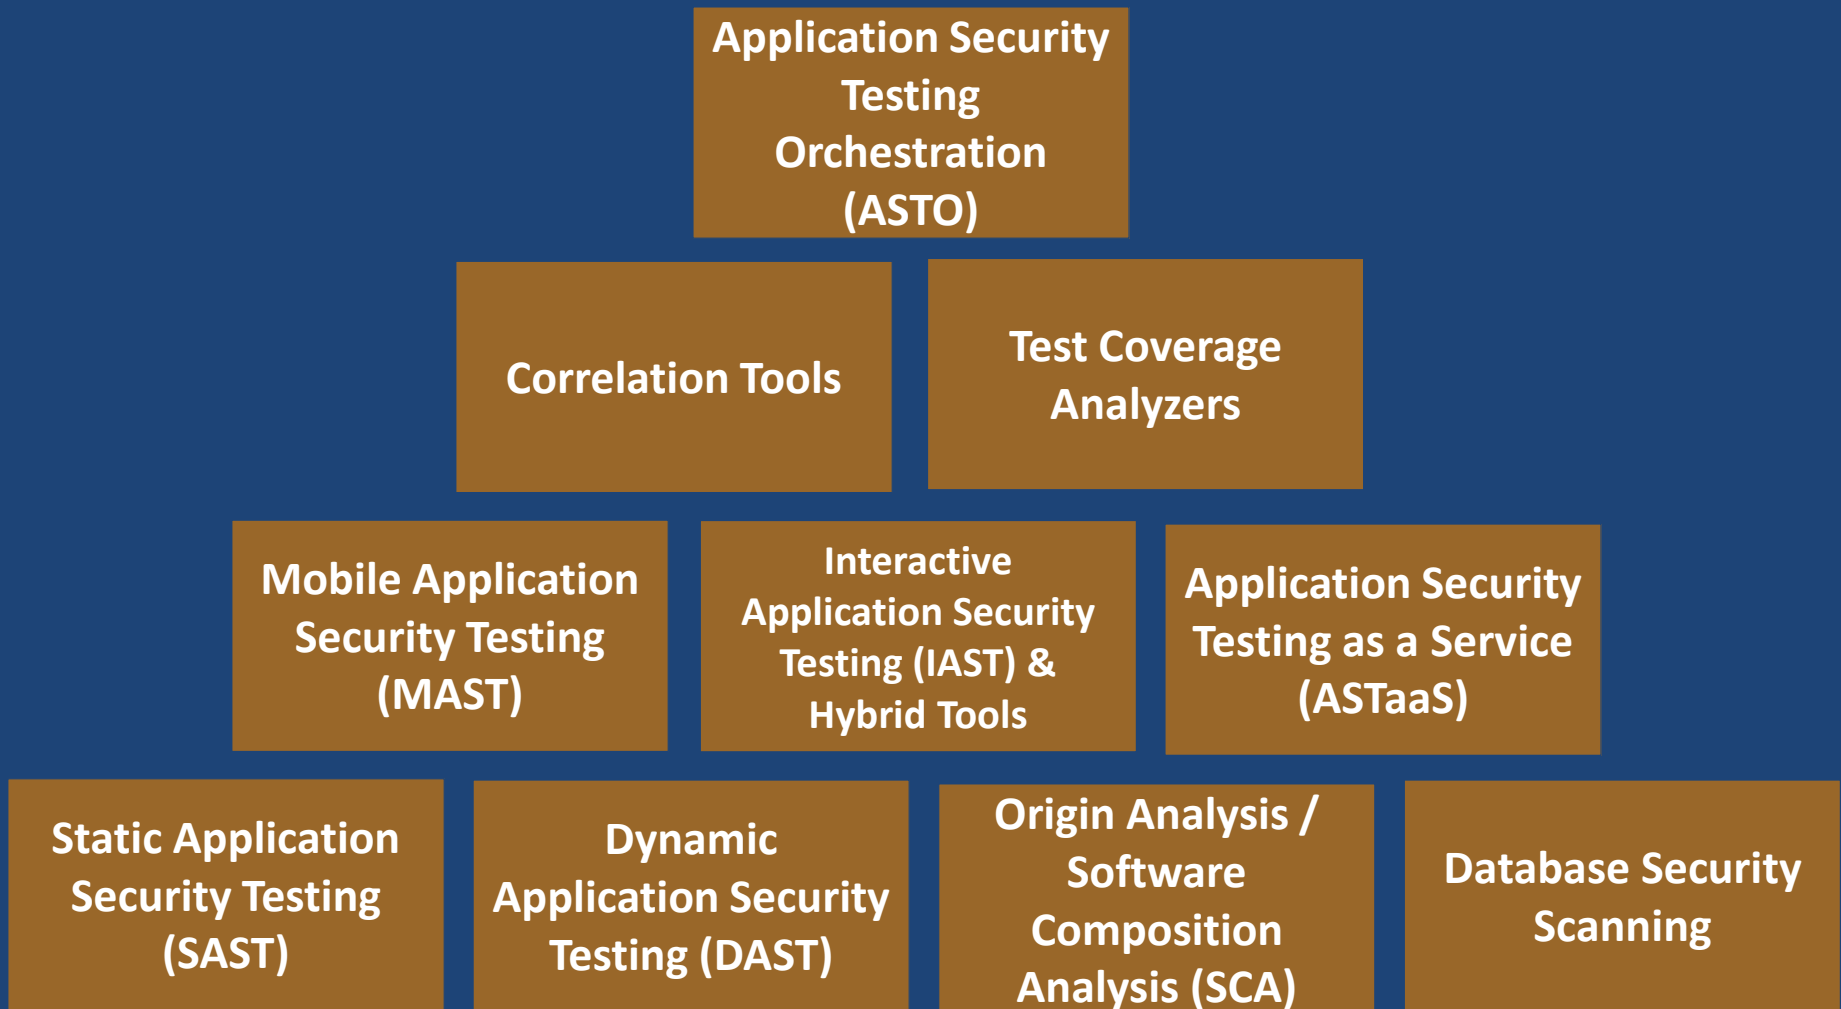 Application Security
Testing
Orchestration
(ASTO)
Correlation Tools
Test Coverage
Analyzers
Mobile Application
Security Testing
(MAST)
Interactive
Application Security
Testing (IAST) &
Hybrid Tools
Application Security
Testing as a Service
(ASTaaS)
Static Application
Security Testing
(SAST)
Dynamic
Application Security
Testing (DAST)
Origin Analysis /
Software
Composition
Analysis (SCA)
Database Security
Scanning